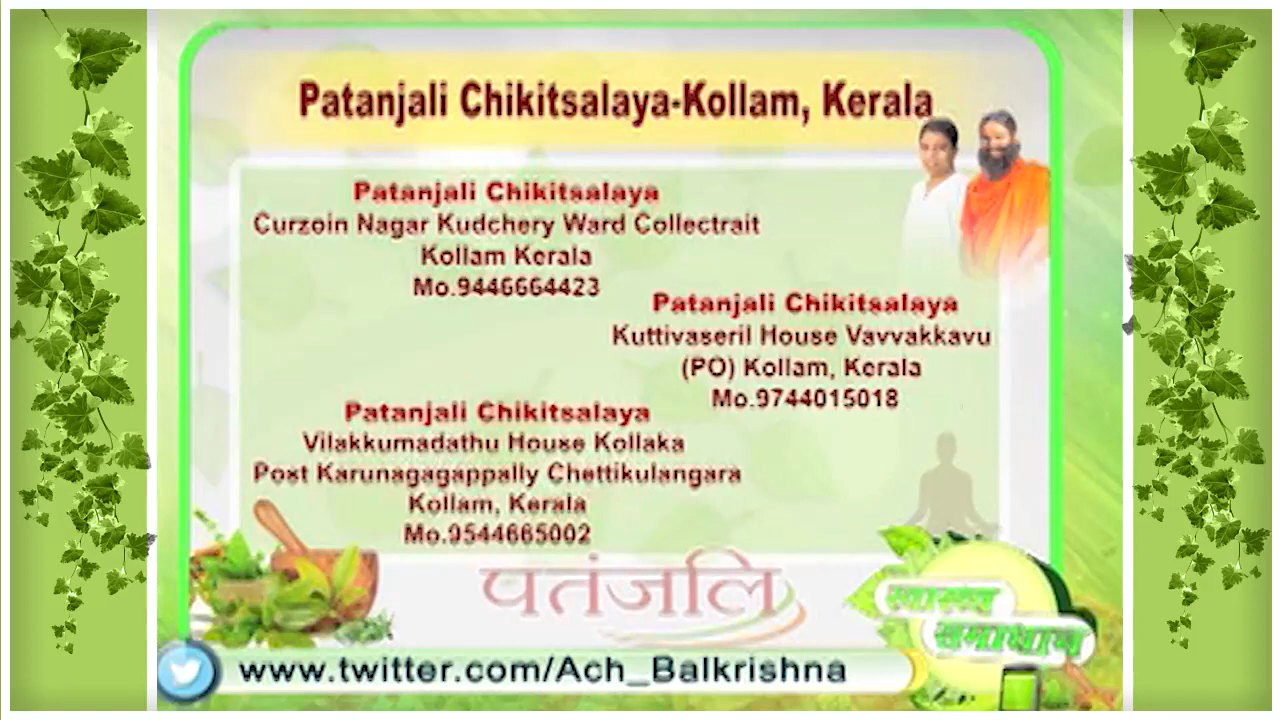 Patanjali Chikitsalaya-Kollam, Kerala
Patanjali Chikitsalaya
Curzoin Nagar Kudchery Ward Collectrait
Kollam Kerala
Mo.9446664423
Patanjali Chikitsalaya
Kuttivaseril House Vavvakkavu
(PO) Kollam, Kerala
Mo.9744015018
Patanjali Chikitsalaya
Vilakkumadathu House Kollaka
Post Karunagagappally Chettikulangara
Kollam, Kerala
Mo.9544665002
पतंजलि
स्वास्थ्य
समाधान
www.twitter.com/Ach_Balkrishna